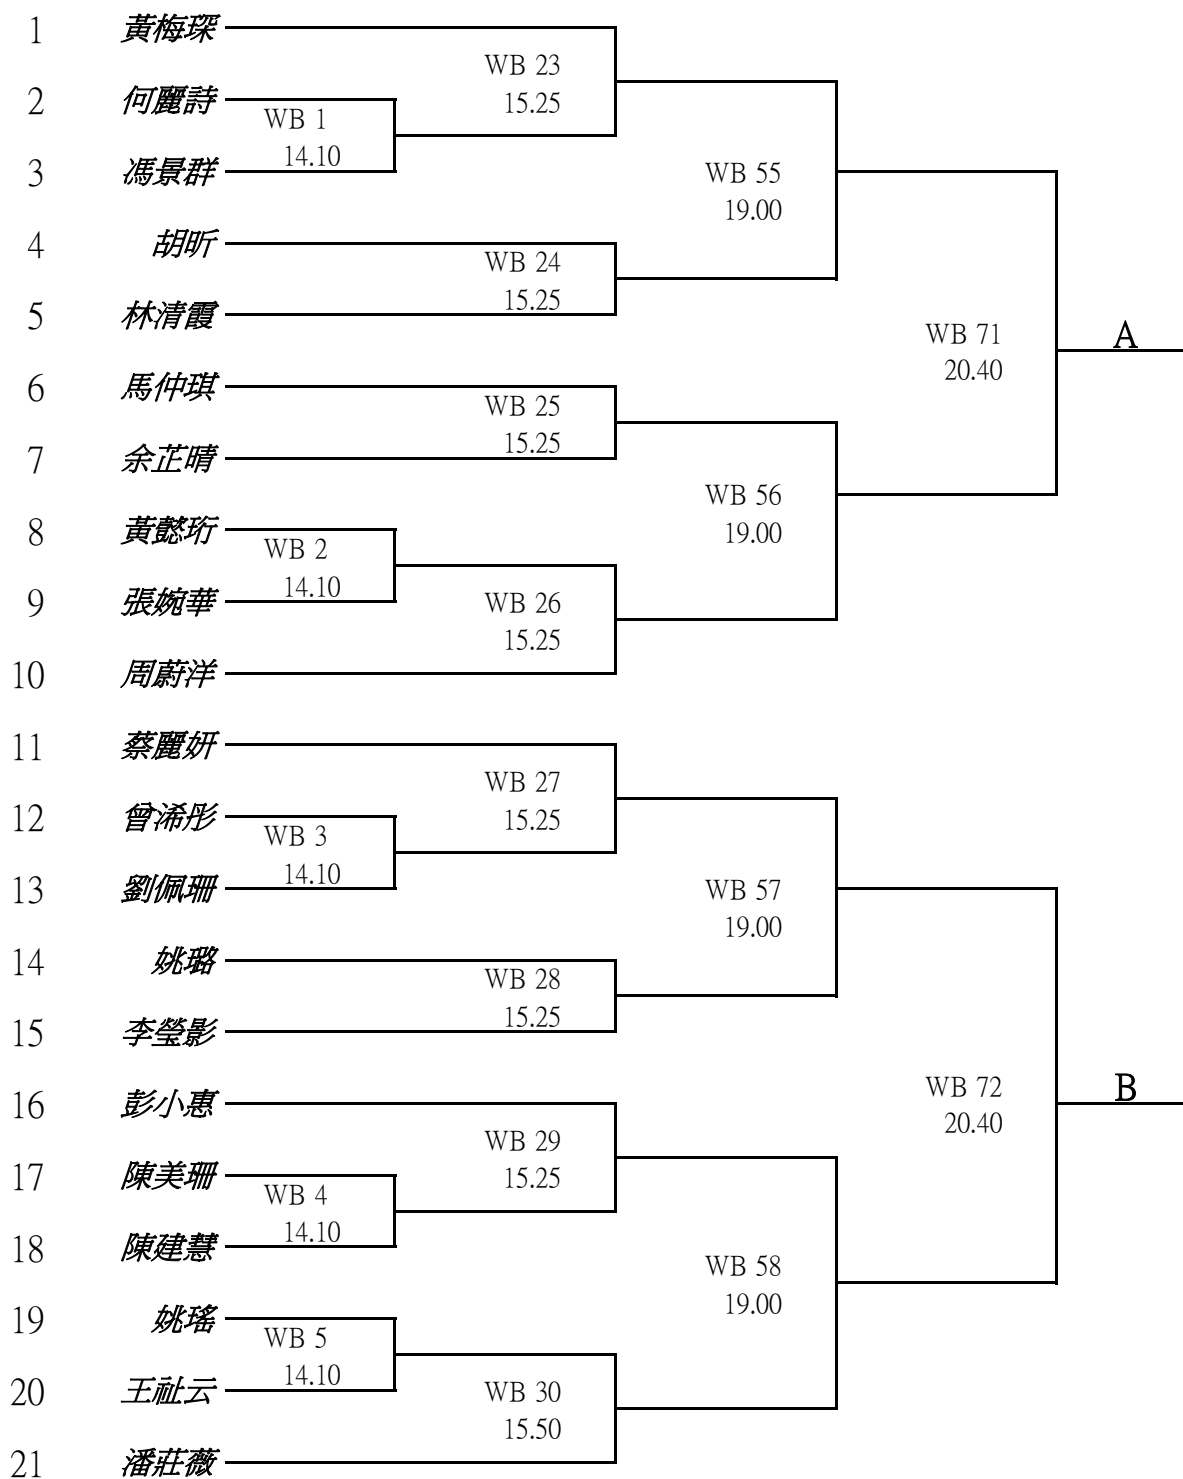 1 黃梅琛
WB 23
2 何麗詩
15.25
WB 1
14.10
3 馮景群
WB 55
19.00
4 胡昕
WB 24
15.25
5 林清霞
WB 71
A
20.40
6 馬仲琪
WB 25
15.25
7 余芷晴
WB 56
19.00
8 黃懿珩
WB 2
14.10
9 張婉華
WB 26
15.25
10 周蔚洋
11 蔡麗妍
WB 27
15.25
12 曾浠彤
WB 3
14.10
13 劉佩珊
WB 57
19.00
14 姚璐
WB 28
15.25
15 李瑩影
WB 72
B
20.40
16 彭小惠
WB 29
15.25
17 陳美珊
WB 4
14.10
18 陳建慧
WB 58
19.00
19 姚瑤
WB 5
14.10
20 王祉云
WB 30
15.50
21 潘莊薇